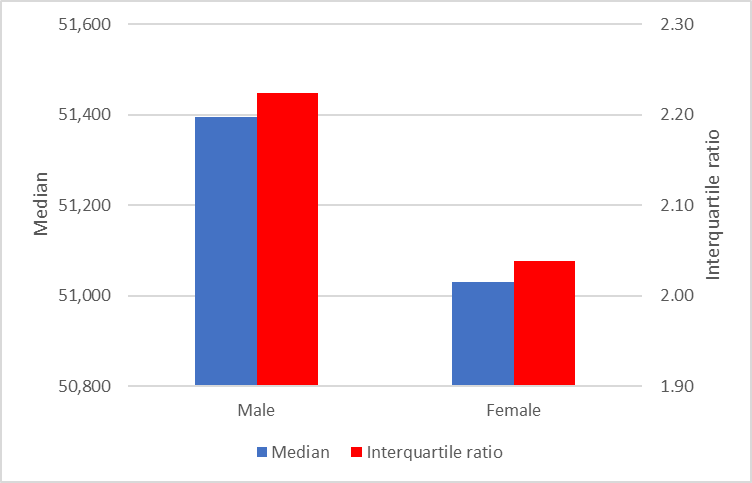 51,600
51,400
51,200
51,000
50,800
Median
2.30
2.20
2.10
2.00
1.90
Interquartile ratio
Male
Female
Median
Interquartile ratio